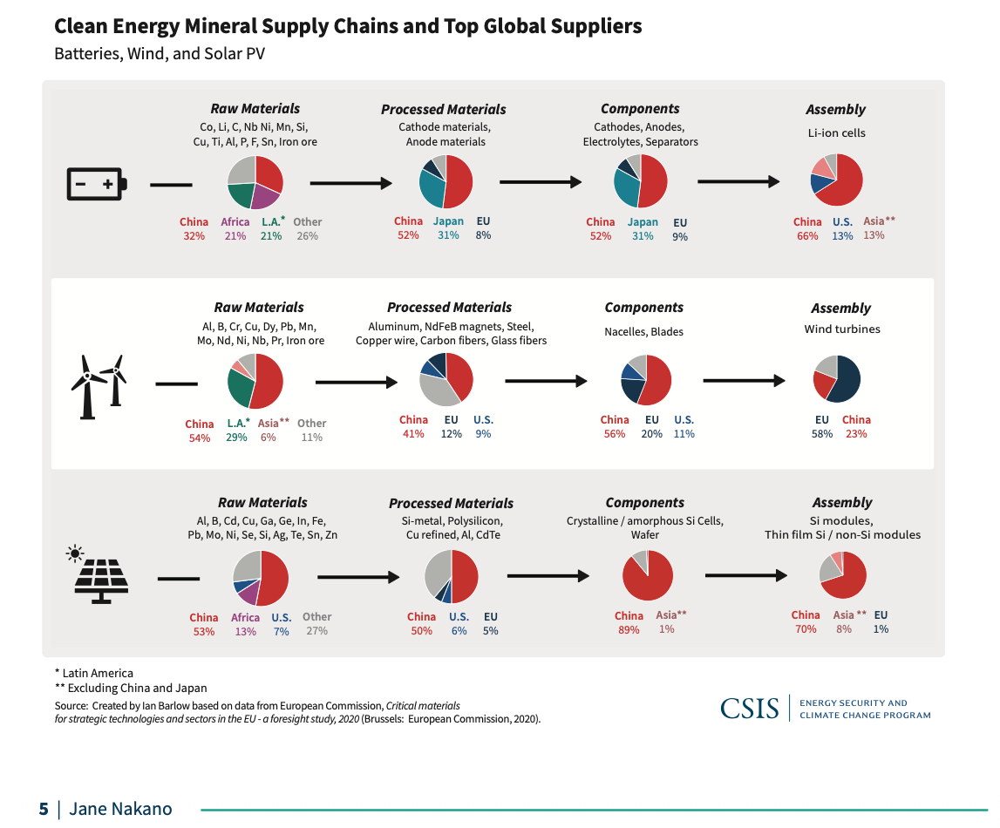 Clean Energy Mineral Supply Chains and Top Global Suppliers
Batteries, Wind, and Solar PV
Raw Materials
Co, Li, C, Nb Ni, Mn, Si,
Cu, Ti, Al, P, F, Sn, Iron ore
China Africa L.A.* Other
32% 21% 21% 26%
Processed Materials
Cathode materials,
Anode materials
China Japan EU
52% 31% 8%
Components
Cathodes, Anodes,
Electrolytes, Separators
China Japan EU
52% 31% 9%
Assembly
Li-ion cells
China U.S. Asia**
66% 13% 13%
Raw Materials
Al, B, Cr, Cu, Dy, Pb, Mn,
Mo, Nd, Ni, Nb, Pr, Iron ore
China L.A.* Asia** Other
54% 29% 6% 11%
Processed Materials
Aluminum, NdFeB magnets, Steel,
Copper wire, Carbon fibers, Glass fibers
China EU U.S.
41% 12% 9%
Components
Nacelles, Blades
China EU U.S.
56% 20% 11%
Assembly
Wind turbines
EU China
58% 23%
Raw Materials
Al, B, Cd, Cu, Ga, Ge, In, Fe,
Pb, Mo, Ni, Se, Si, Ag, Te, Sn, Zn
China Africa U.S. Other
53% 13% 7% 27%
Processed Materials
Si-metal, Polysilicon,
Cu refined, Al, CdTe
China U.S. EU
50% 6% 5%
Components
Crystalline / amorphous Si Cells,
Wafer
China Asia**
89% 1%
Assembly
Si modules,
Thin film Si / non-Si modules
China Asia ** EU
70% 8% 1%
* Latin America
** Excluding China and Japan
Source: Created by Ian Barlow based on data from European Commission, Critical materials
for strategic technologies and sectors in the EU - a foresight study, 2020 (Brussels: European Commission, 2020).
CSIS | ENERGY SECURITY AND
CLIMATE CHANGE PROGRAM
5 | Jane Nakano